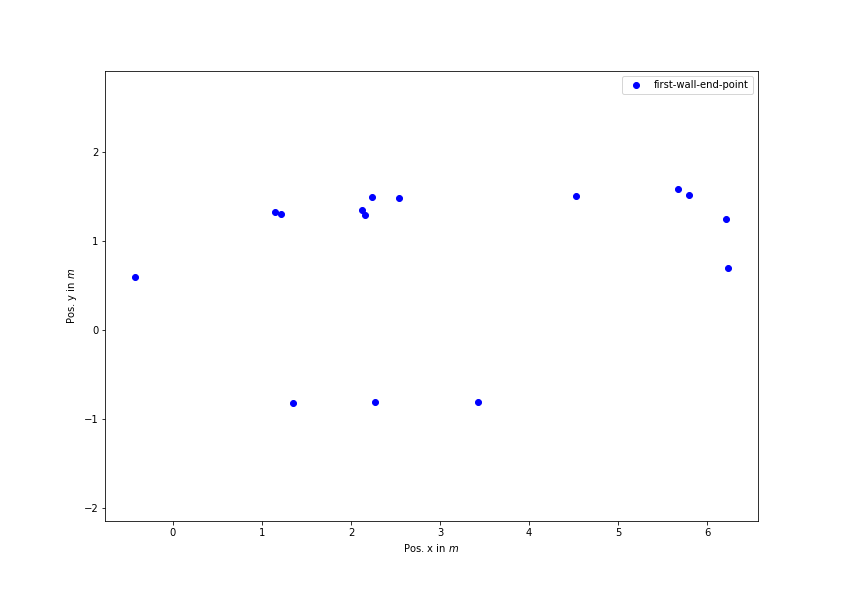 first-wall-end-point
2
1
0
−1
−2
Pos. y in m
0 1 2 3 4 5 6
Pos. x in m